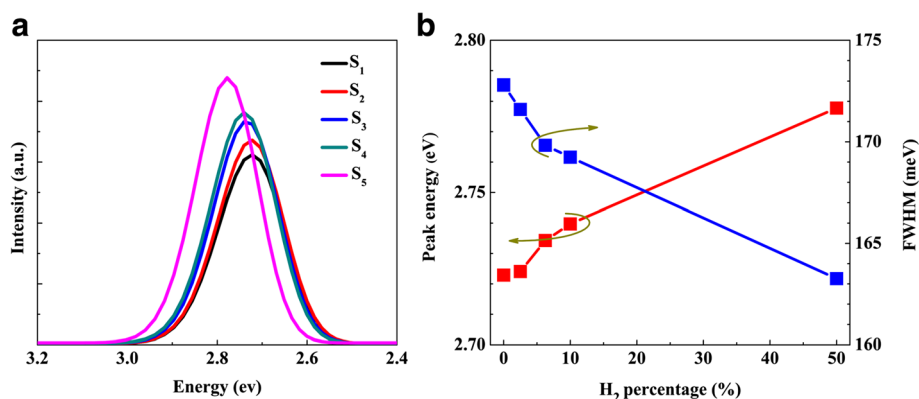 a
Intensity (a.u.)
S1
S2
S3
S4
S5
3.2 3.0 2.8 2.6 2.4
Energy (ev)
b
Peak energy (eV)
2.80
2.75
2.70
175
170
165
160
FWHM (meV)
0 10 20 30 40 50
H2 percentage (%)